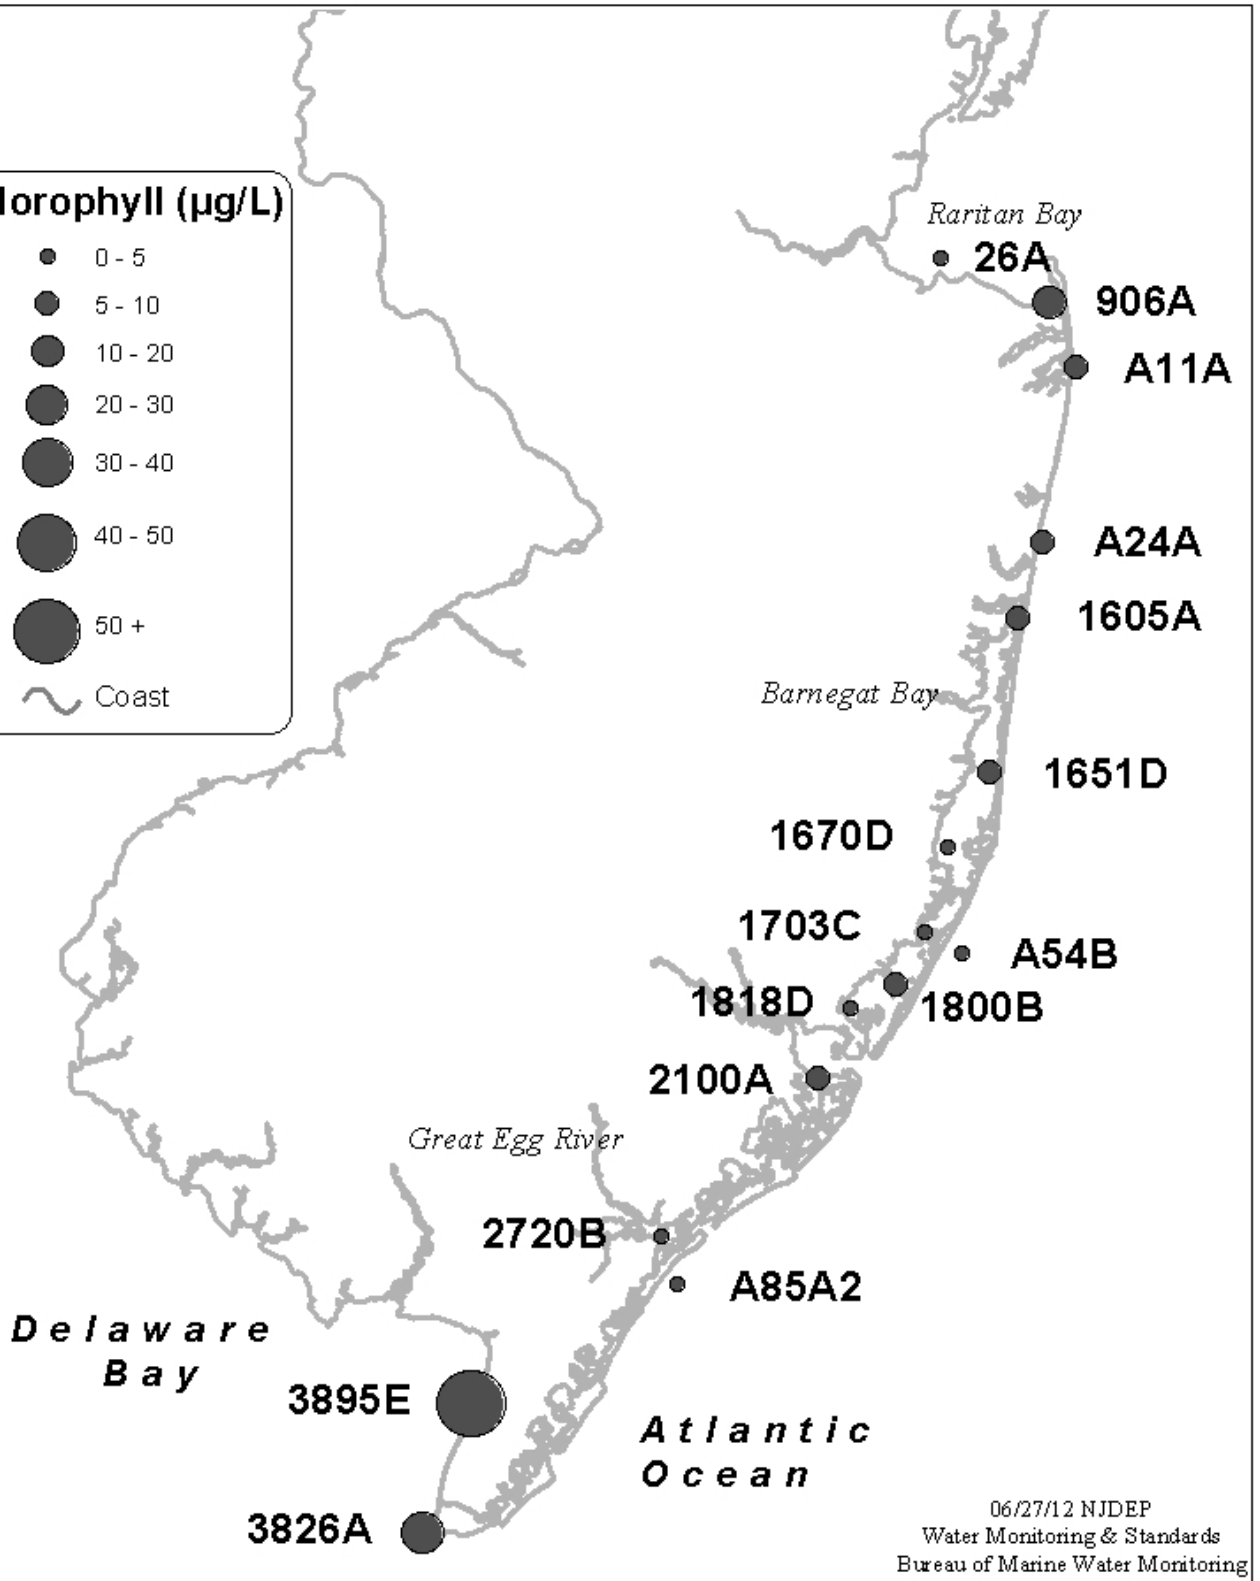 lorophyll (µg/L)
0 - 5
5 - 10
10 - 20
20 - 30
30 - 40
40 - 50
50 +
Coast
Raritan Bay
26A
906A
A11A
A24A
1605A
Barnegat Bay
1651D
1670D
1703C
A54B
1818D
1800B
2100A
Great Egg River
2720B
A85A2
Delaware
Bay
3895E
Atlantic
Ocean
3826A
06/27/12 NJDEP
Water Monitoring & Standards
Bureau of Marine Water Monitoring